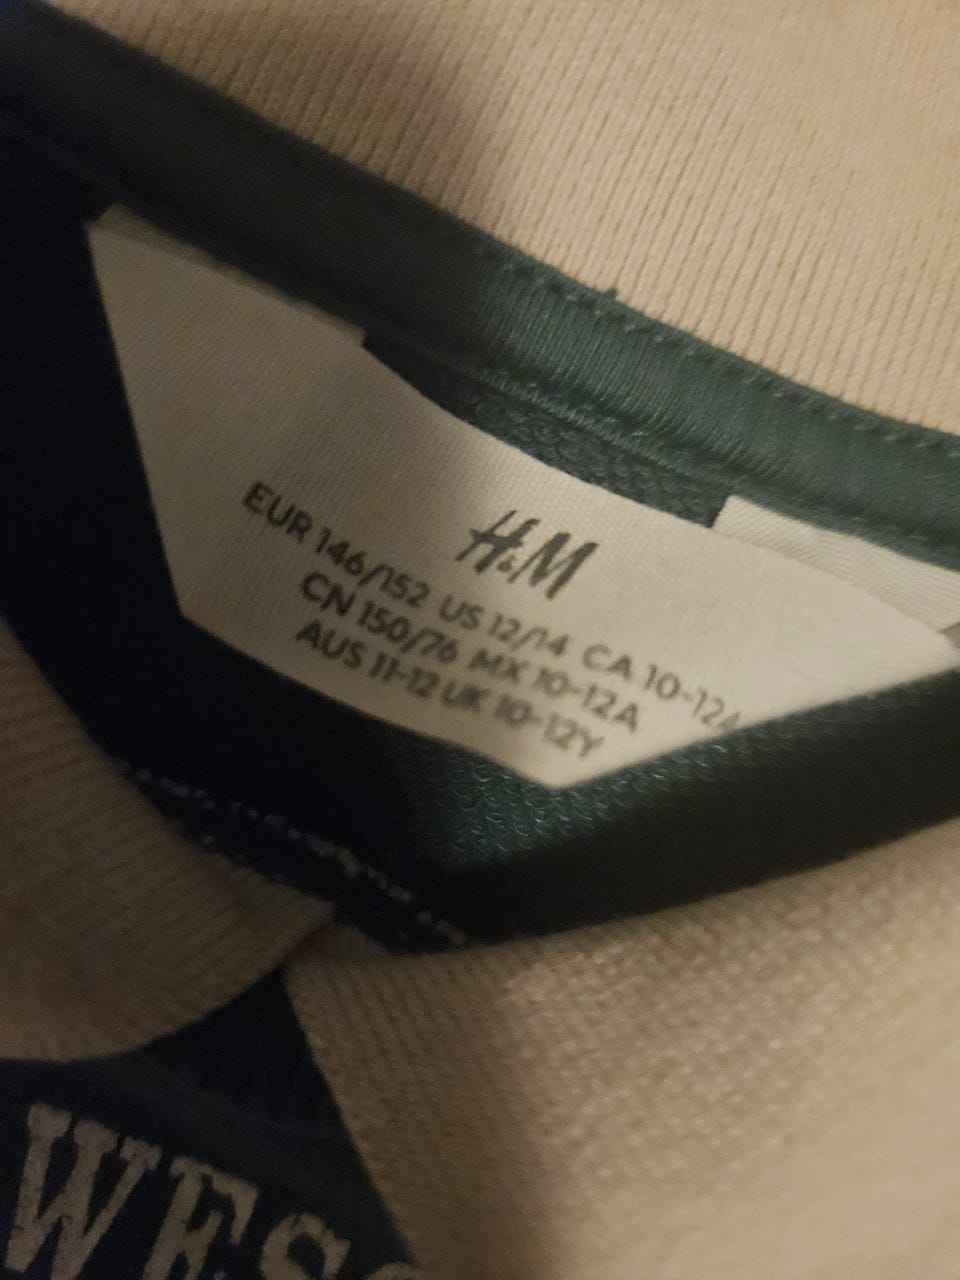 H&M
EUR 146/152 US 12/14 CA 10-12A
CN 150/76 MX 10-12A
AUS 11-12 UK 10-12Y